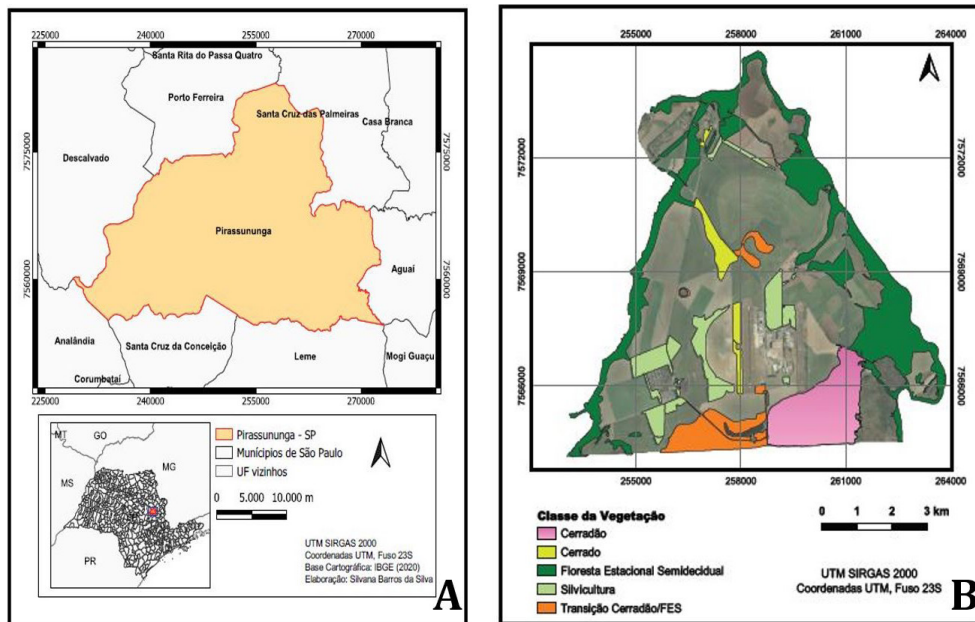 225000
240000
255000
270000
Santa Rita do Passa Quatro
Porto Ferreira
Santa Cruz das Palmeiras
Casa Branca
7575000
7575000
Descalvado
Pirassununga
Aguaí
7560000
7560000
Analândia
Santa Cruz da Conceição
Leme
Mogi Guaçu
Corumbataí
225000
240000
255000
270000
MT
GO
MG
MS
SP
PR
Pirassununga - SP
Munícipios de São Paulo
UF vizinhos
0 5.000 10.000 m
UTM SIRGAS 2000
Coordenadas UTM, Fuso 23S
Base Cartográfica: IBGE (2020)
Elaboração: Silvana Barros da Silva
A
255000
258000
261000
264000
7572000
7572000
7569000
7569000
7566000
7566000
255000
258000
261000
264000
Classe da Vegetação
Cerradão
Cerrado
Floresta Estacional Semidecidual
Silvicultura
Transição Cerradão/FES
0 1 2 3 km
UTM SIRGAS 2000
Coordenadas UTM, Fuso 23S
B